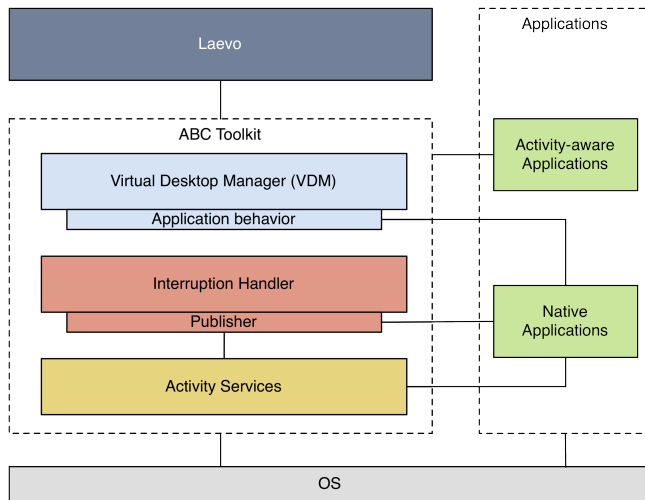 Laevo
Applications
ABC Toolkit
Virtual Desktop Manager (VDM)
Application behavior
Activity-aware
Applications
Interruption Handler
Publisher
Native
Applications
Activity Services
OS